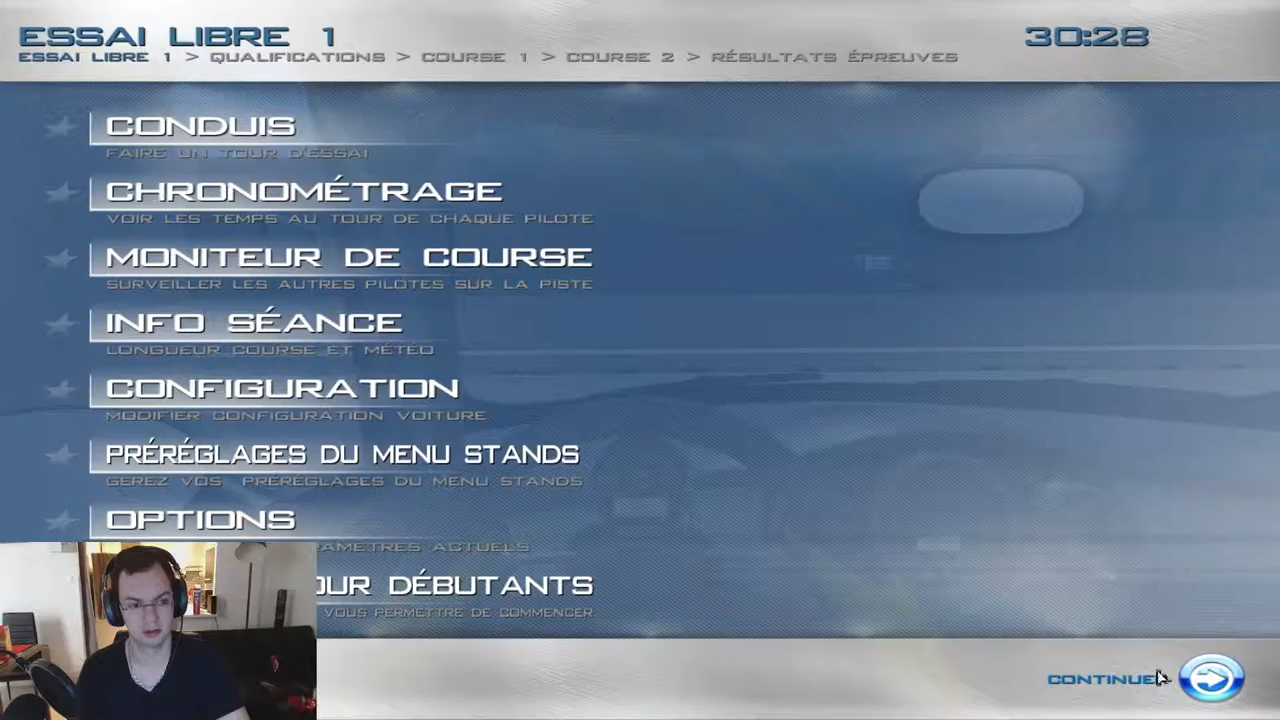 ESSAI LIBRE 1
30:28
ESSAI LIBRE 1 > QUALIFICATIONS > COURSE 1 > COURSE 2 > RÉSULTATS ÉPREUVES
CONDUIS
FAIRE UN TOUR D'ESSAI
CHRONOMÉTRAGE
VOIR LES TEMPS AU TOUR DE CHAQUE PILOTE
MONITEUR DE COURSE
SURVEILLER LES AUTRES PILOTES SUR LA PISTE
INFO SÉANCE
LONGUEUR COURSE ET MÉTÉO
CONFIGURATION
MODIFIER CONFIGURATION VOITURE
PRÉRÉGLAGES DU MENU STANDS
GEREZ VOS PRÉRÉGLAGES DU MENU STANDS
OPTIONS
ACTUELS
DÉBUTANTS
VOUS PERMETTRE DE COMMENCER